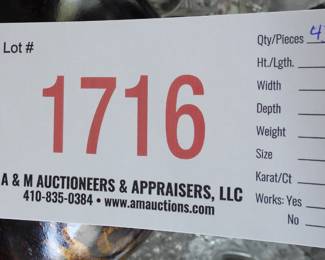 Lot #
1716
A & M AUCTIONEERS & APPRAISERS, LLC
410-835-0384 • www.amauctions.com
Qty/Pieces 4
Ht./Lgth.
Width
Depth
Weight
Size
Karat/Ct
Works: Yes
No